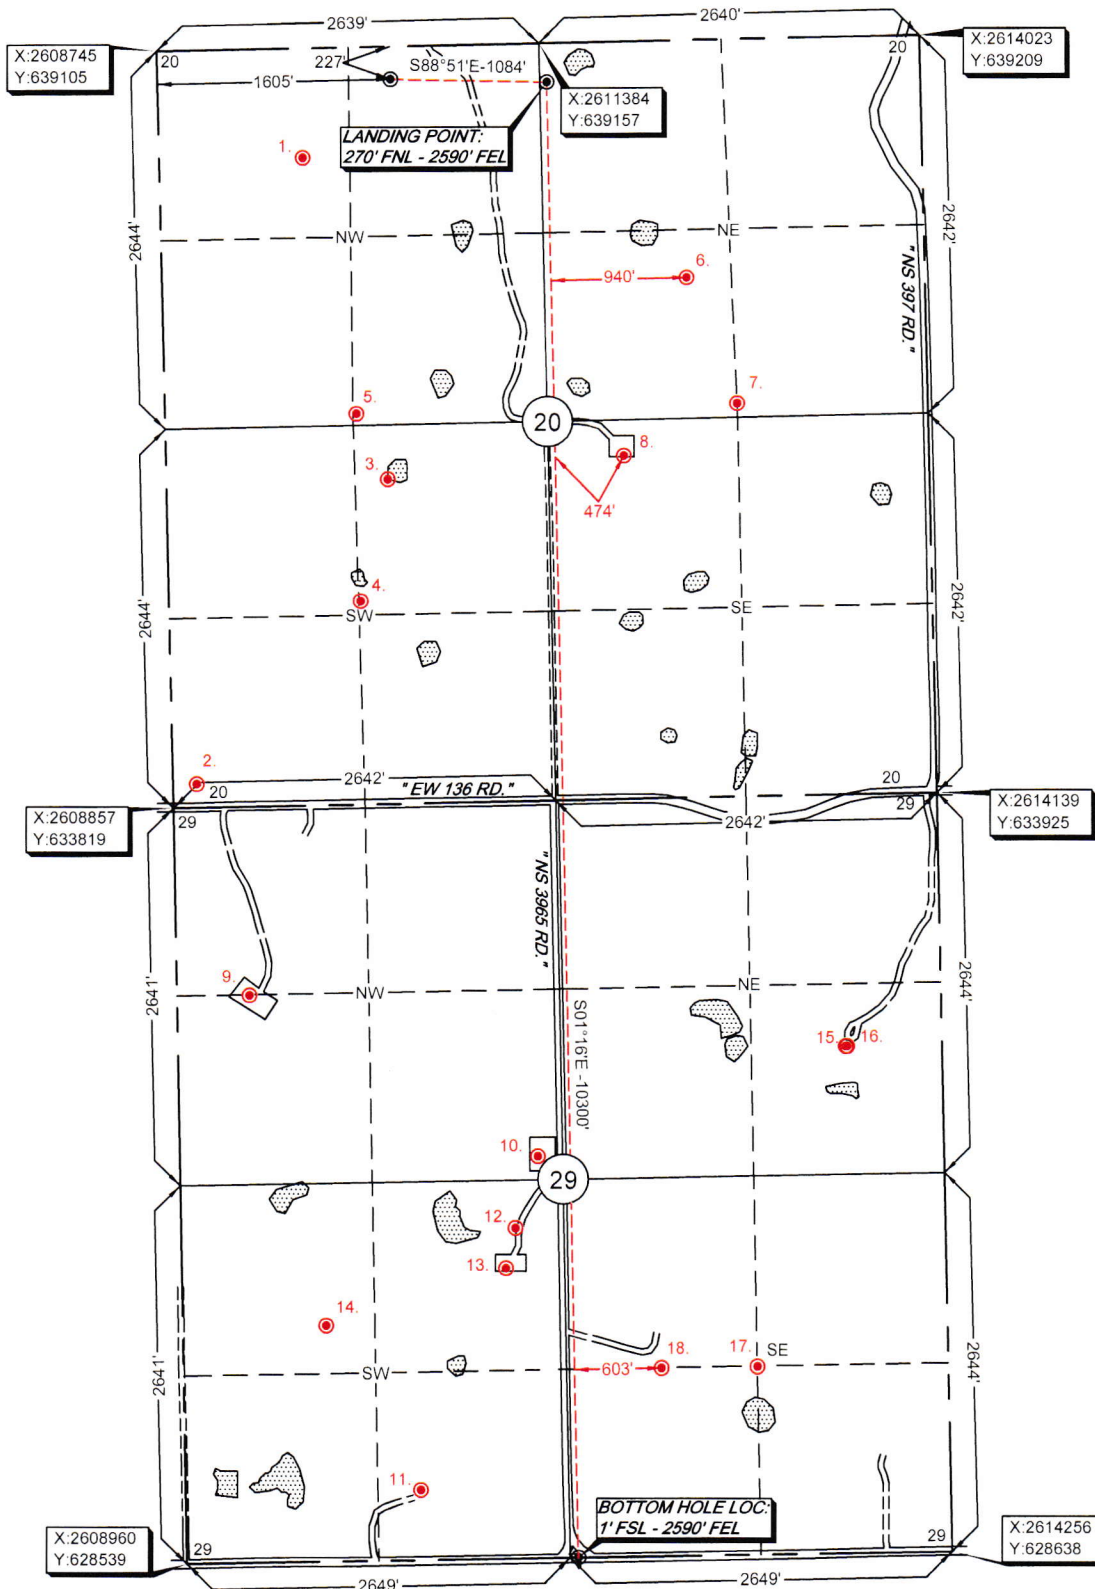 2639'
2640'
X:2608745
Y:639105
20
227'
S88°51'E-1084'
20
X:2614023
Y:639209
1605'
X:2611384
Y:639157
LANDING POINT:
270' FNL - 2590' FEL
1.
2644'
NW
NE
2642'
"NS 397 RD."
940'
6.
5.
7.
20
8.
3.
474'
4.
2644'
SW
SE
2642'
2.
20
2642'
"EW 136 RD."
20
X:2608857
Y:633819
29
2642'
29
X:2614139
Y:633925
"NS 3965 RD."
9.
2641'
NW
NE
2644'
S01°16'E -10300'
15.
16.
10.
29
12.
13.
14.
18.
17.
SE
2641'
SW
603'
2644'
11.
BOTTOM HOLE LOC:
1' FSL - 2590' FEL
X:2608960
Y:628539
29
29
X:2614256
Y:628638
2649'
2649'